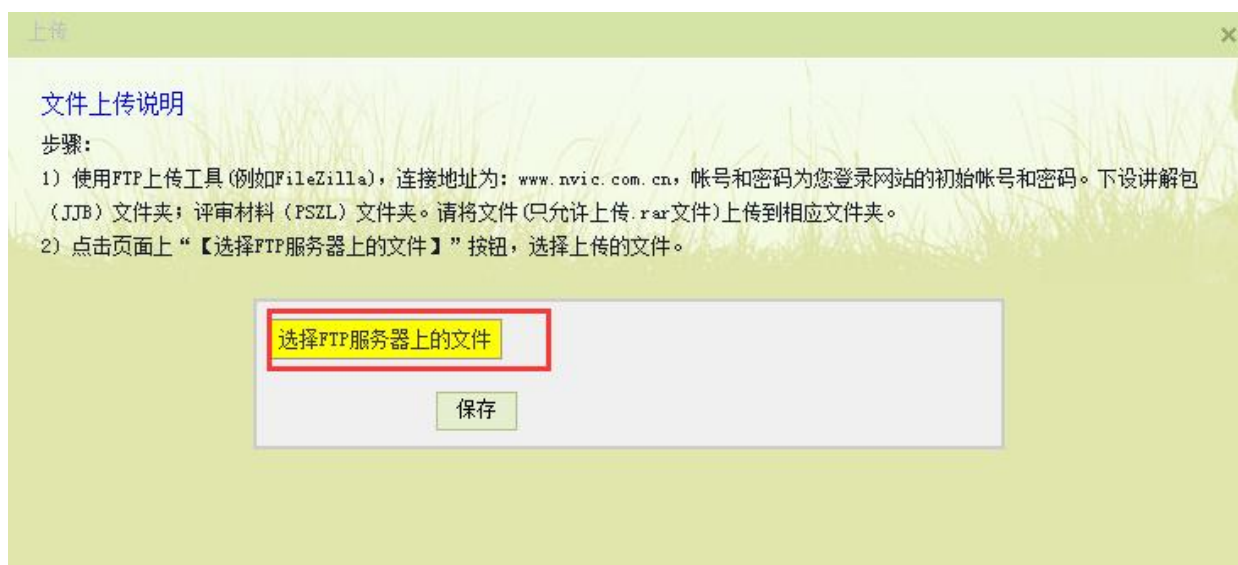 上传
×
文件上传说明
步骤：
1）使用FTP上传工具(例如FileZilla)，连接地址为：www.nvic.com.cn，帐号和密码为您登录网站的初始帐号和密码。下设讲解包
（JJB）文件夹；评审材料（PSZL）文件夹。请将文件(只允许上传.rar文件)上传到相应文件夹。
2）点击页面上“【选择FTP服务器上的文件】”按钮，选择上传的文件。
选择FTP服务器上的文件
保存